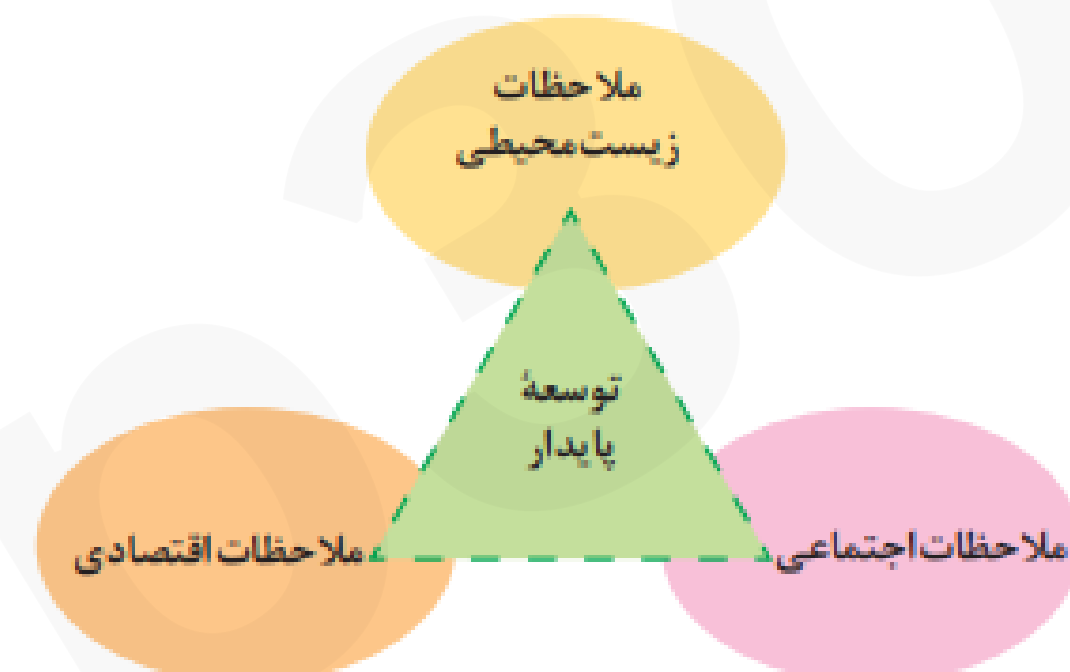 ملاحظات
زیست‌محیطی
توسعهٔ
پایدار
ملاحظات اجتماعی
ملاحظات اقتصادی